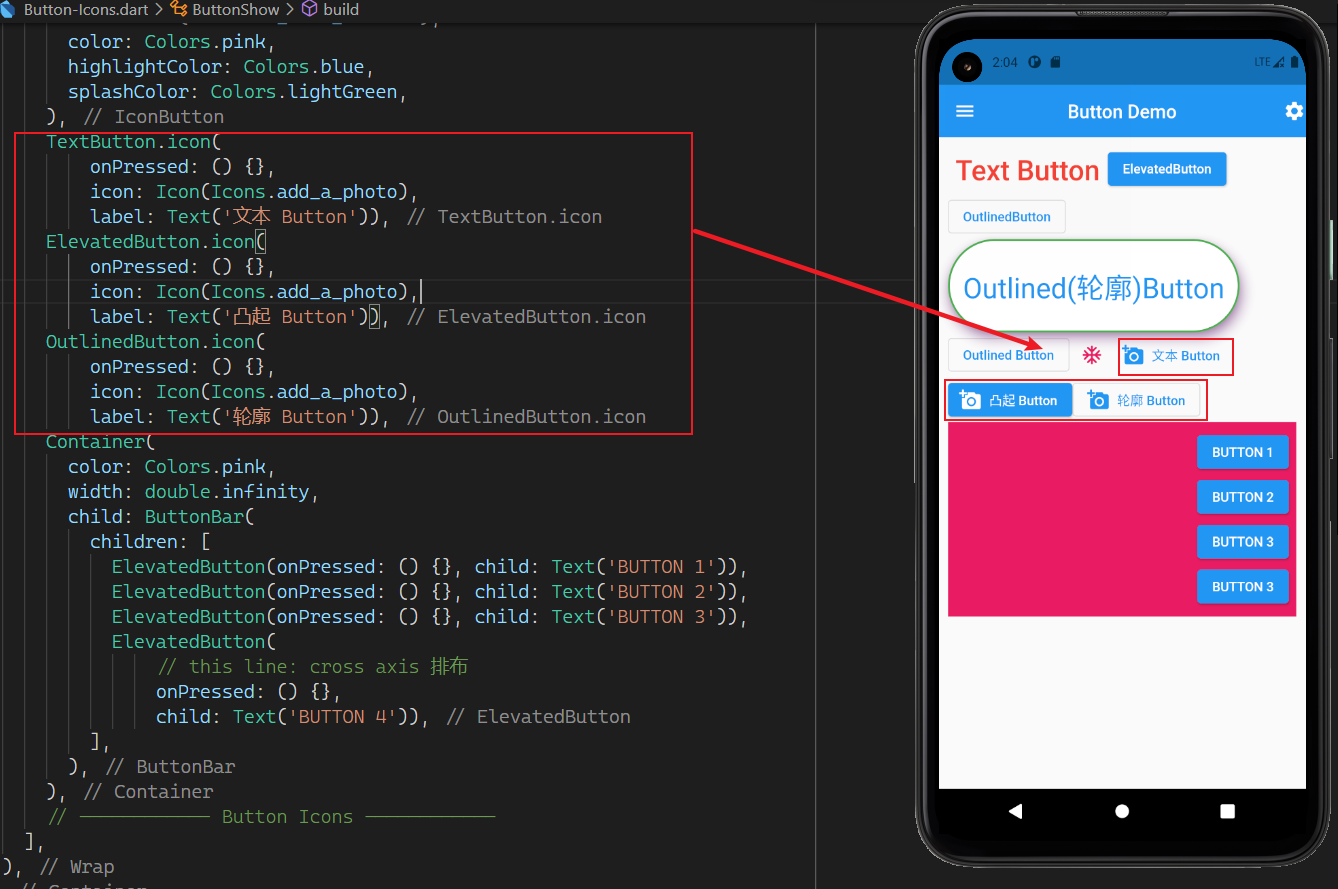 Button-Icons.dart > ButtonShow > build
color: Colors.pink,
highlightColor: Colors.blue,
splashColor: Colors.lightGreen,
), // IconButton
TextButton.icon(
onPressed: () {},
icon: Icon(Icons.add_a_photo),
label: Text('文本 Button')), // TextButton.icon
ElevatedButton.icon(
onPressed: () {},
icon: Icon(Icons.add_a_photo),
label: Text('凸起 Button')), // ElevatedButton.icon
OutlinedButton.icon(
onPressed: () {},
icon: Icon(Icons.add_a_photo),
label: Text('轮廓 Button')), // OutlinedButton.icon
Container(
color: Colors.pink,
width: double.infinity,
child: ButtonBar(
children: [
ElevatedButton(onPressed: () {}, child: Text('BUTTON 1')),
ElevatedButton(onPressed: () {}, child: Text('BUTTON 2')),
ElevatedButton(onPressed: () {}, child: Text('BUTTON 3')),
ElevatedButton(
// this line: cross axis 排布
onPressed: () {},
child: Text('BUTTON 4')), // ElevatedButton
],
), // ButtonBar
), // Container
// ──────────── Button Icons ────────────
],
), // Wrap
2:04 LTE
Button Demo
Text Button ElevatedButton
OutlinedButton
Outlined(轮廓)Button
Outlined Button 文本 Button
凸起 Button 轮廓 Button
BUTTON 1
BUTTON 2
BUTTON 3
BUTTON 3